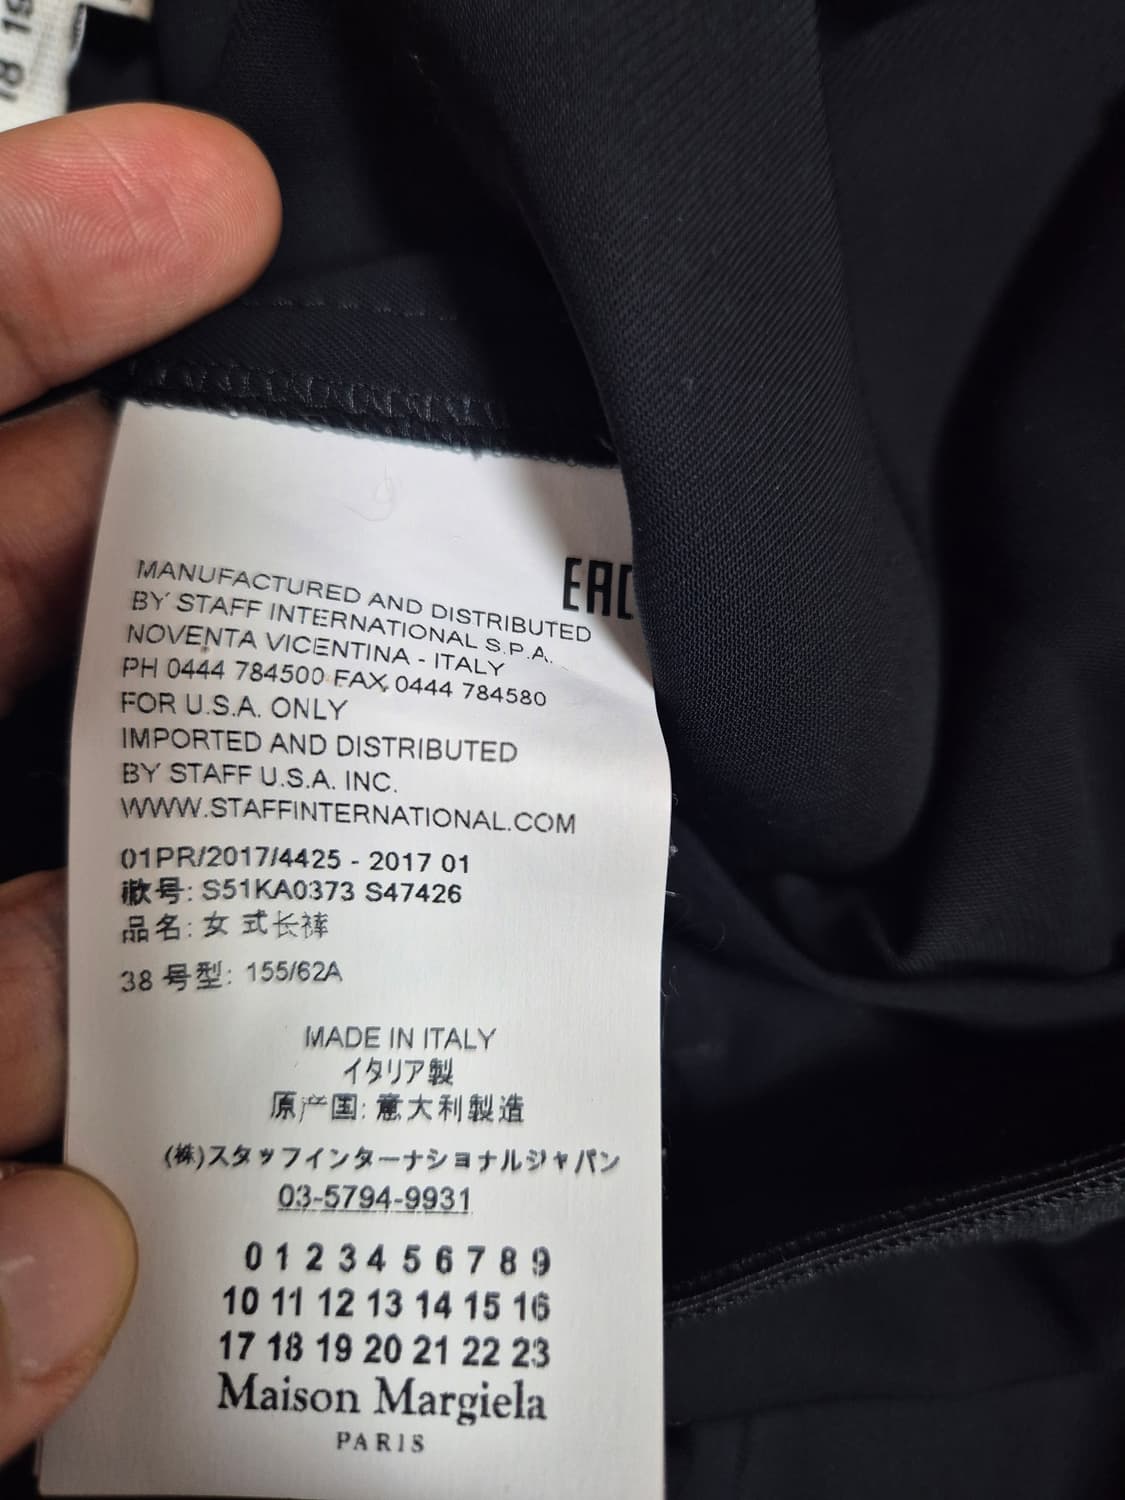 18 19
EAC
MANUFACTURED AND DISTRIBUTED
BY STAFF INTERNATIONAL S.P.A.
NOVENTA VICENTINA - ITALY
PH 0444 784500 FAX 0444 784580
FOR U.S.A. ONLY
IMPORTED AND DISTRIBUTED
BY STAFF U.S.A. INC.
WWW.STAFFINTERNATIONAL.COM
01PR/2017/4425 - 2017 01
款号: S51KA0373 S47426
品名: 女 式长裤
38 号型: 155/62A
MADE IN ITALY
イタリア製
原产国: 意大利製造
(株)スタッフインターナショナルジャパン
03-5794-9931
0 1 2 3 4 5 6 7 8 9
10 11 12 13 14 15 16
17 18 19 20 21 22 23
Maison Margiela
PARIS